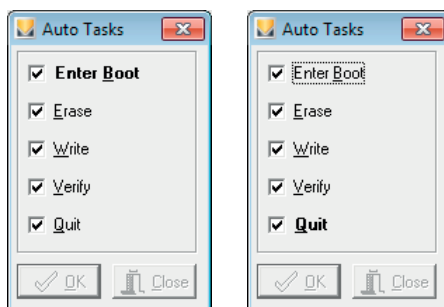 Auto Tasks
Enter Boot
Erase
Write
Verify
Quit
OK
Close
Auto Tasks
Enter Boot
Erase
Write
Verify
Quit
OK
Close